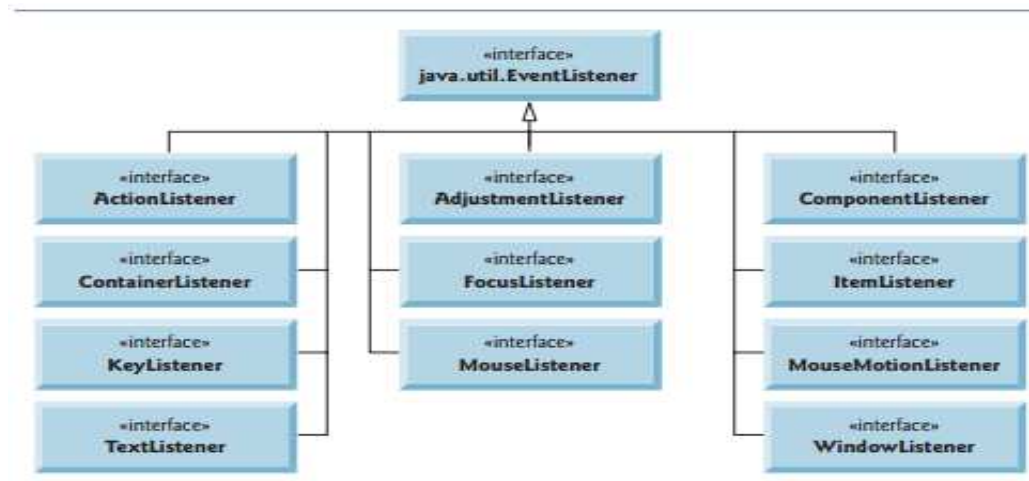 «interface»
java.util.EventListener
«interface»
ActionListener
«interface»
AdjustmentListener
«interface»
ComponentListener
«interface»
ContainerListener
«interface»
FocusListener
«interface»
ItemListener
«interface»
KeyListener
«interface»
MouseListener
«interface»
MouseMotionListener
«interface»
TextListener
«interface»
WindowListener